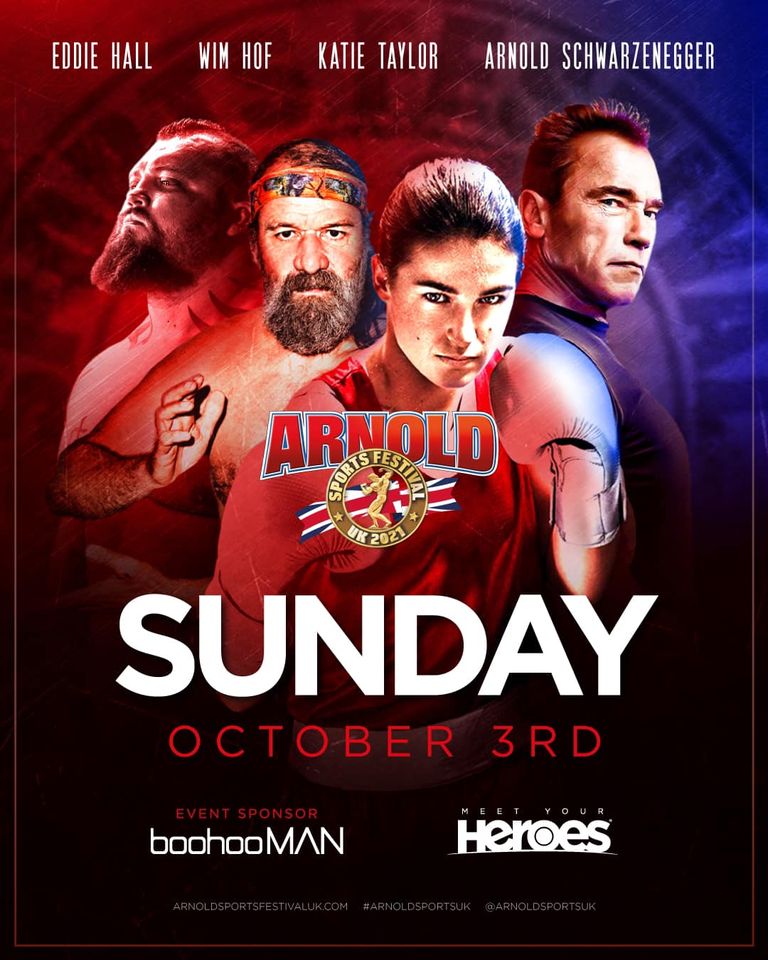 EDDIE HALL WIM HOF KATIE TAYLOR ARNOLD SCHWARZENEGGER
ARNOLD
SPORTS FESTIVAL
UK 2021
SUNDAY
OCTOBER 3RD
EVENT SPONSOR
boohooMAN
MEET YOUR
HEROES
ARNOLDSPORTSFESTIVALUK.COM #ARNOLDSPORTSUK @ARNOLDSPORTSUK